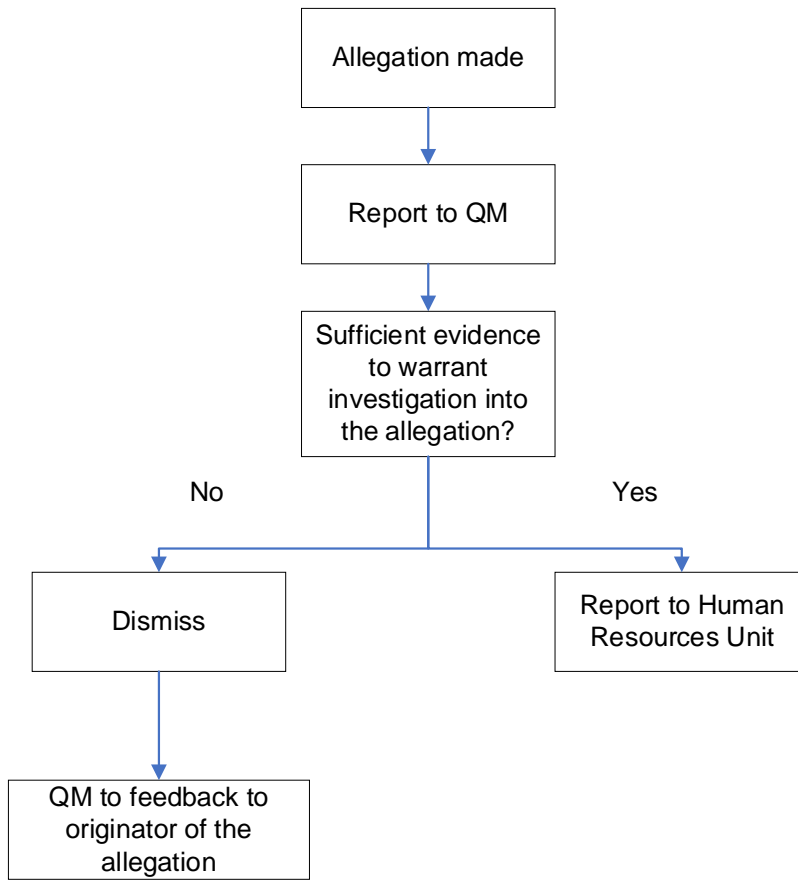 Allegation made
Report to QM
Sufficient evidence
to warrant
investigation into
the allegation?
No
Yes
Dismiss
Report to Human
Resources Unit
QM to feedback to
originator of the
allegation